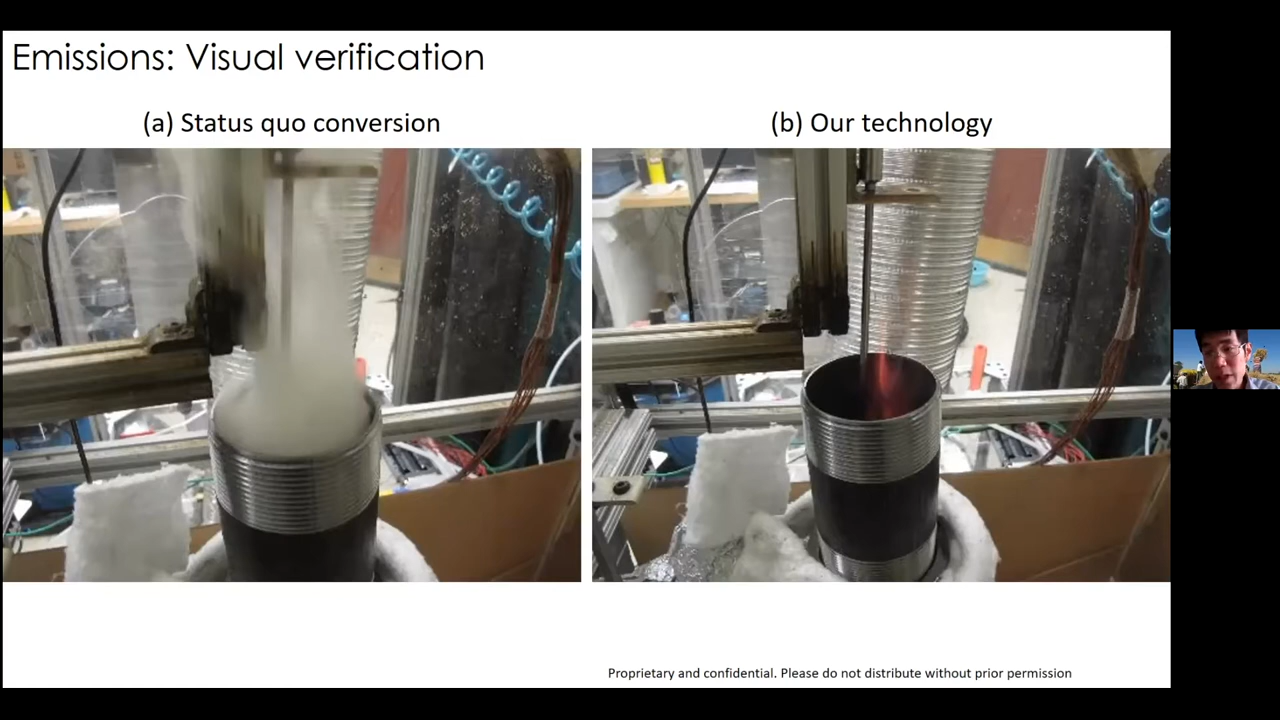 Emissions: Visual verification
(a) Status quo conversion
(b) Our technology
Proprietary and confidential. Please do not distribute without prior permission